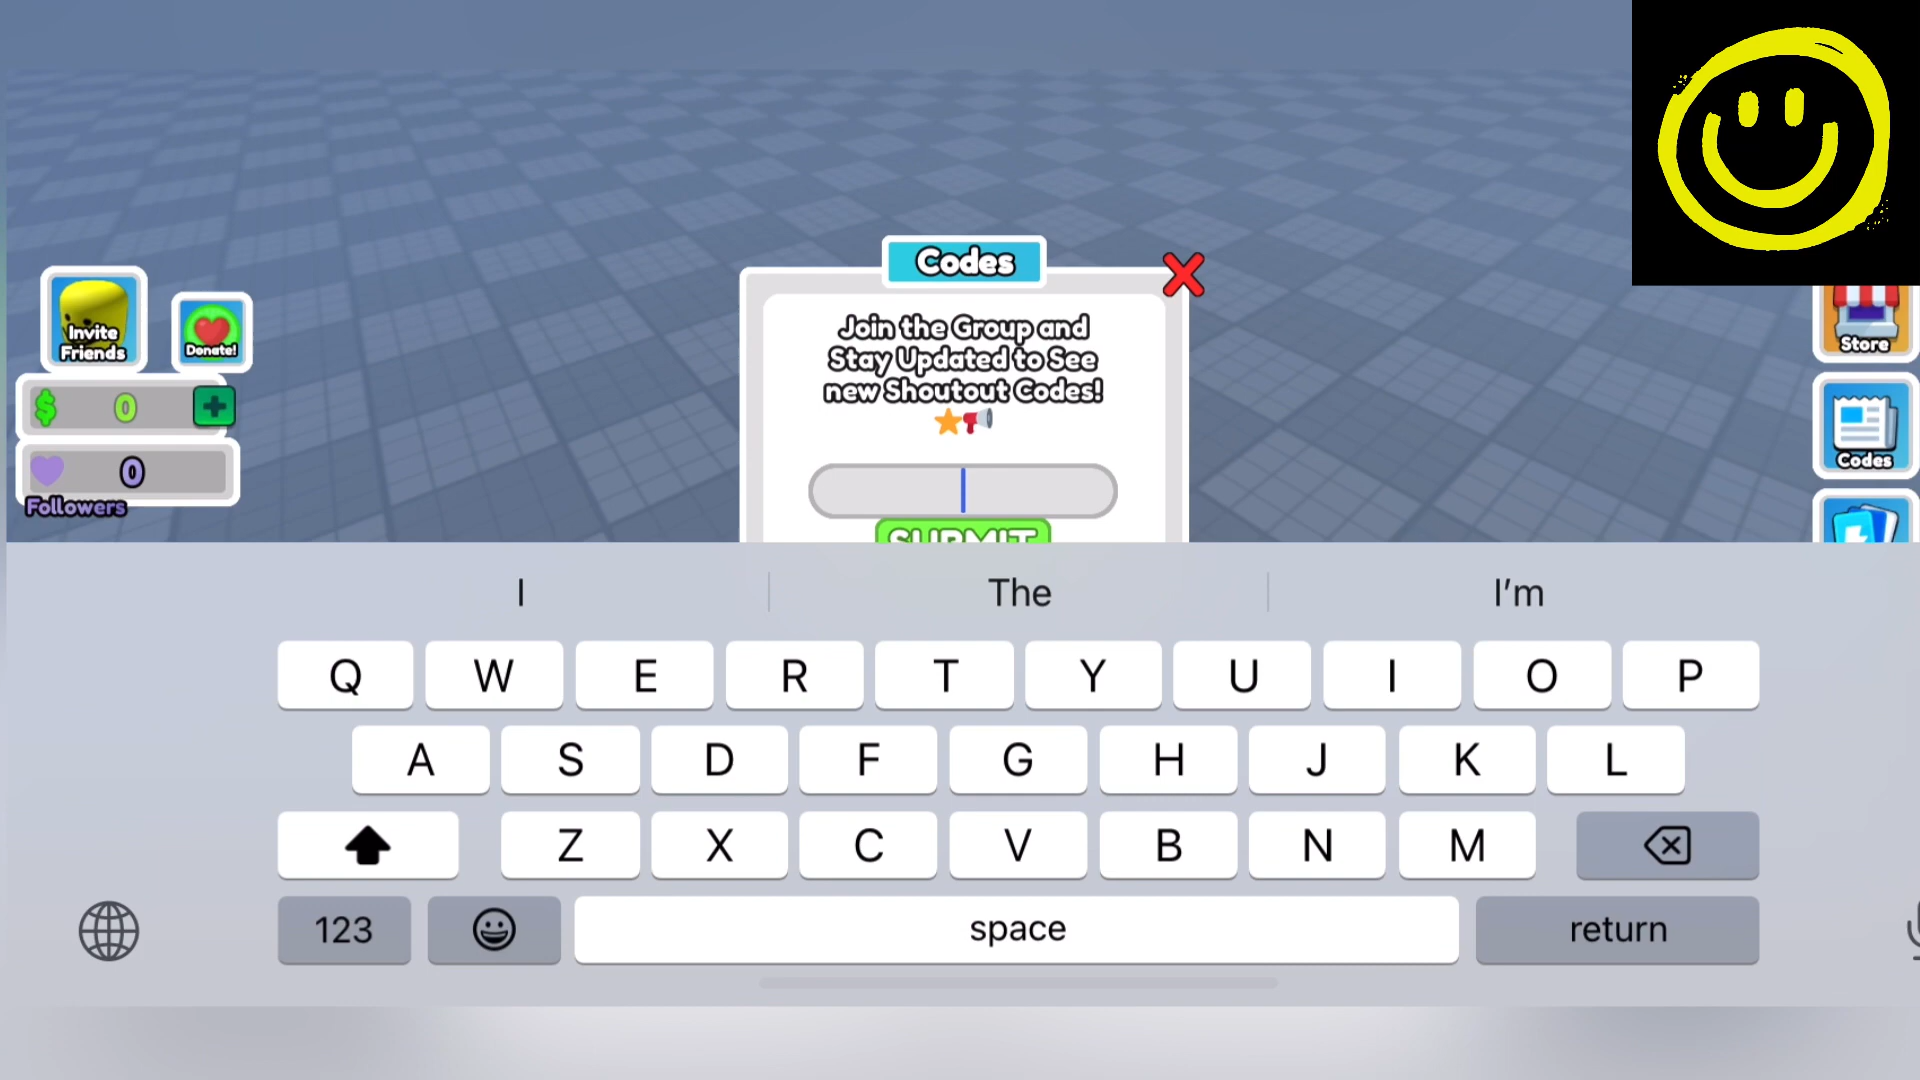 Codes
Join the Group and
Stay Updated to See
new Shoutout Codes!
SUBMIT
Invite
Friends
Donate!
$ 0
0
Followers
Store
Codes
I The I'm
Q W E R T Y U I O P
A S D F G H J K L
Z X C V B N M
123 space return